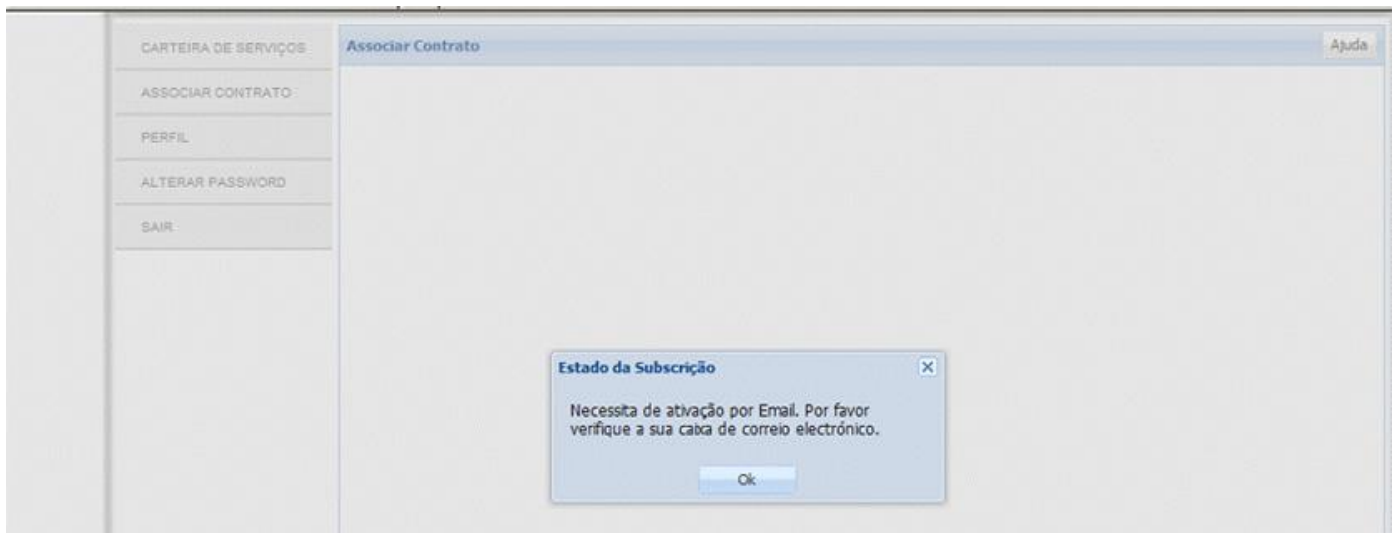 CARTEIRA DE SERVIÇOS
Associar Contrato
Ajuda
ASSOCIAR CONTRATO
PERFIL
ALTERAR PASSWORD
SAIR
Estado da Subscrição
Necessita de ativação por Email. Por favor
verifique a sua caixa de correio electrónico.
Ok